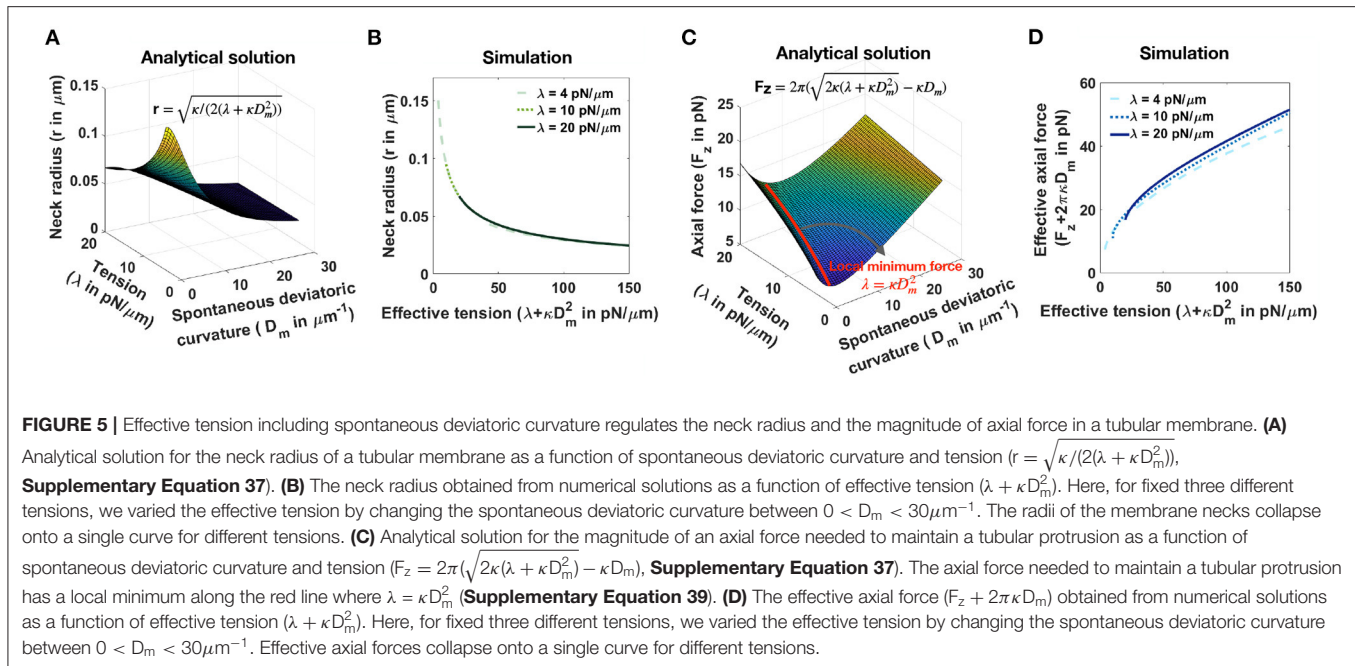 A
Analytical solution
r = √κ/(2(λ + κD_m^2))
Neck radius (r in μm)
0.15
0.1
0.05
0
20
10
0
Tension
(λ in pN/μm)
0
10
20
30
Spontaneous deviatoric
curvature ( D_m in μm^-1)
B
Simulation
Neck radius (r in μm)
0.15
0.1
0.05
0
λ = 4 pN/μm
λ = 10 pN/μm
λ = 20 pN/μm
0
50
100
150
Effective tension (λ+κD_m^2 in pN/μm)
C
Analytical solution
Fz = 2π(√2κ(λ + κD_m^2) − κD_m)
Axial force (F_z in pN)
25
20
15
10
5
20
10
0
Tension
(λ in pN/μm)
0
10
20
30
Spontaneous deviatoric
curvature ( D_m in μm^-1)
Local minimum force
λ = κD_m^2
D
Simulation
Effective axial force
(F_z+2πκD_m in pN)
60
40
20
0
λ = 4 pN/μm
λ = 10 pN/μm
λ = 20 pN/μm
0
50
100
150
Effective tension (λ+κD_m^2 in pN/μm)
FIGURE 5 | Effective tension including spontaneous deviatoric curvature regulates the neck radius and the magnitude of axial force in a tubular membrane. (A)
Analytical solution for the neck radius of a tubular membrane as a function of spontaneous deviatoric curvature and tension (r = √κ/(2(λ + κD_m^2)),
Supplementary Equation 37). (B) The neck radius obtained from numerical solutions as a function of effective tension (λ + κD_m^2). Here, for fixed three different
tensions, we varied the effective tension by changing the spontaneous deviatoric curvature between 0 < D_m < 30μm^−1. The radii of the membrane necks collapse
onto a single curve for different tensions. (C) Analytical solution for the magnitude of an axial force needed to maintain as a tubular protrusion as a function of
spontaneous deviatoric curvature and tension (F_z = 2π(√2κ(λ + κD_m^2) − κD_m), Supplementary Equation 37). The axial force needed to maintain a tubular protrusion
has a local minimum along the red line where λ = κD_m^2 (Supplementary Equation 39). (D) The effective axial force (F_z + 2πκD_m) obtained from numerical solutions
as a function of effective tension (λ + κD_m^2). Here, for fixed three different tensions, we varied the effective tension by changing the spontaneous deviatoric curvature
between 0 < D_m < 30μm^−1. Effective axial forces collapse onto a single curve for different tensions.